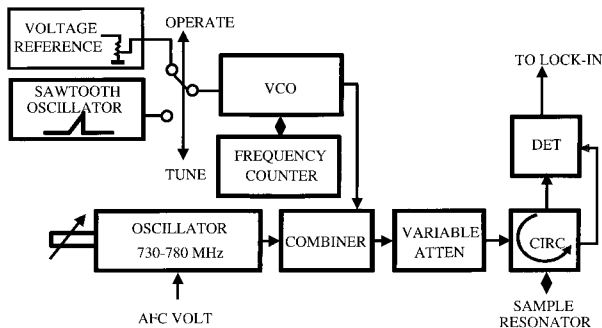 VOLTAGE
REFERENCE
OPERATE
SAWTOOTH
OSCILLATOR
VCO
TO LOCK-IN
DET
FREQUENCY
COUNTER
TUNE
OSCILLATOR
730-780 MHz
COMBINER
VARIABLE
ATTEN
CIRC
AFC VOLT
SAMPLE
RESONATOR